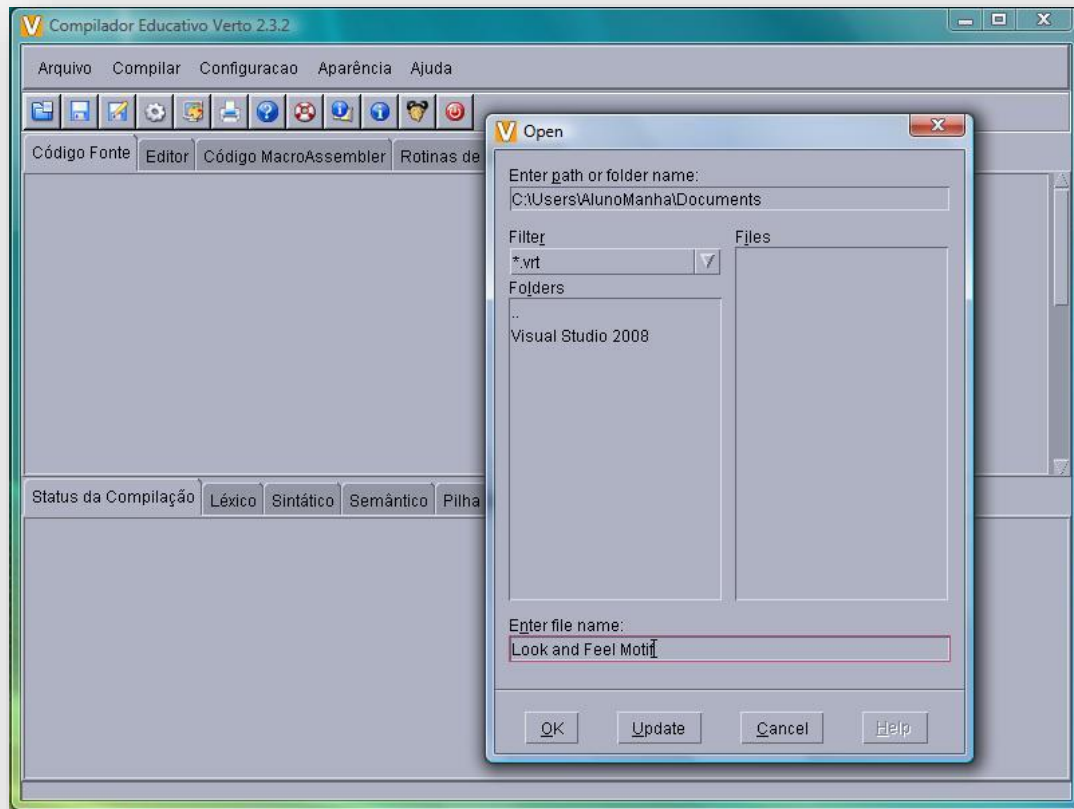 Compilador Educativo Verto 2.3.2
Arquivo Compilar Configuracao Aparência Ajuda
Código Fonte Editor Código MacroAssembler Rotinas de
Status da Compilação Léxico Sintático Semântico Pilha
Open
Enter path or folder name:
C:\Users\AlunoManha\Documents
Filter Files
*.vrt
Folders
..
Visual Studio 2008
Enter file name:
Look and Feel Motif
OK Update Cancel Help